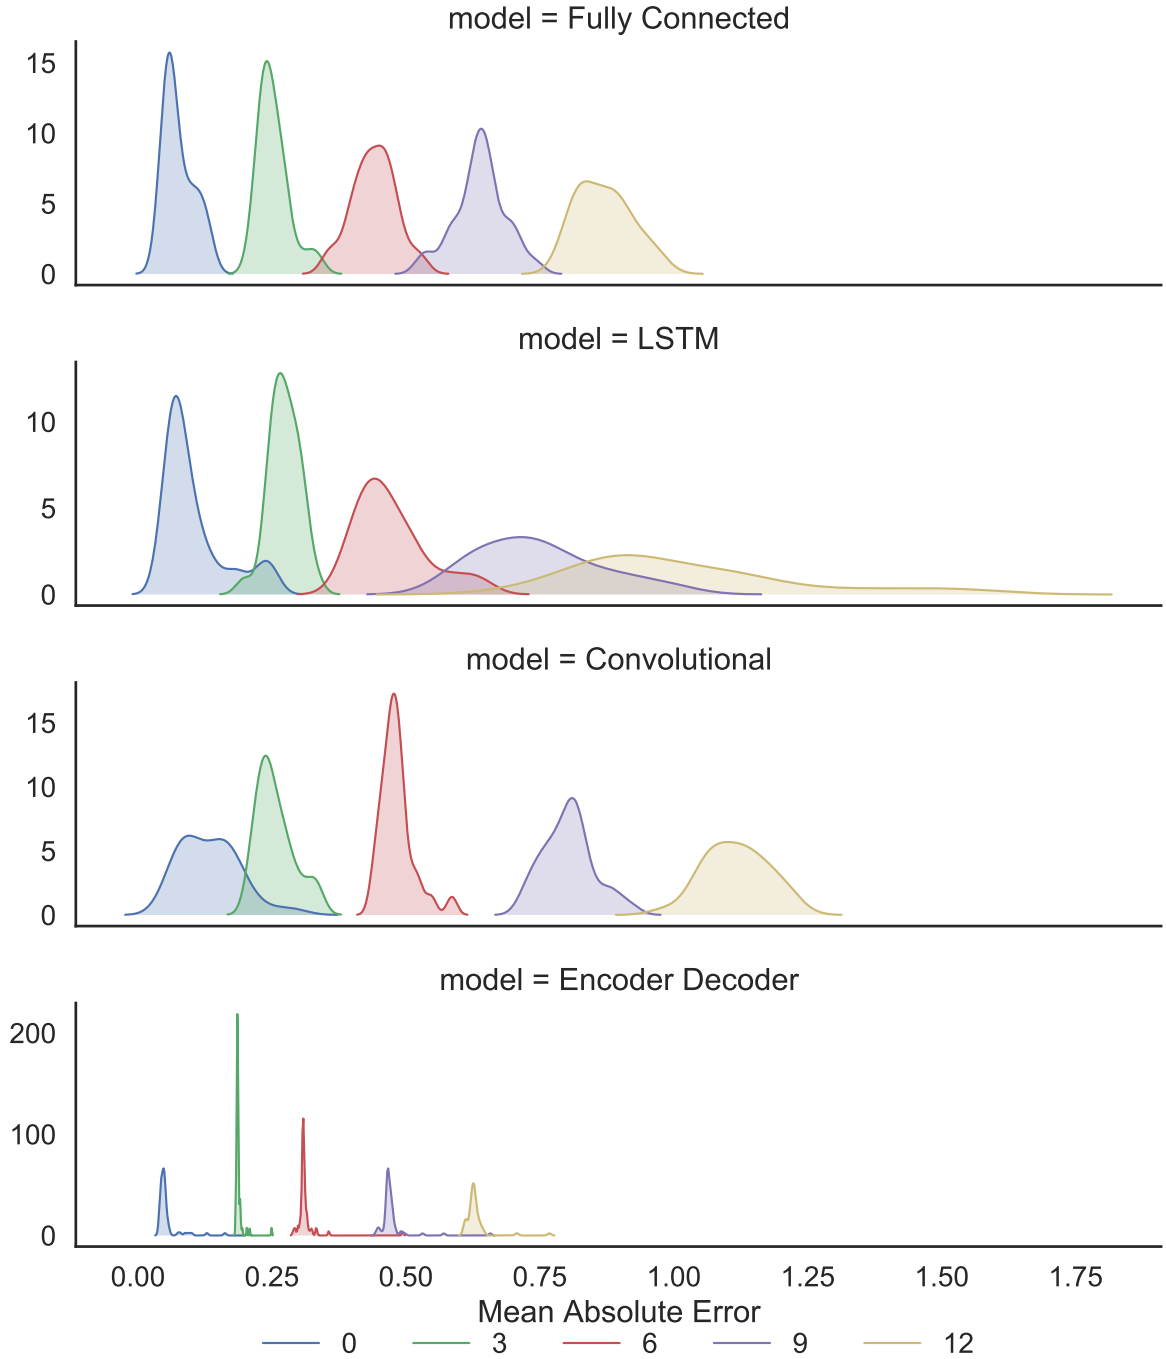 model = Fully Connected
15
10
5
0
model = LSTM
10
5
0
model = Convolutional
15
10
5
0
model = Encoder Decoder
200
100
0
0.00 0.25 0.50 0.75 1.00 1.25 1.50 1.75
Mean Absolute Error
0 3 6 9 12